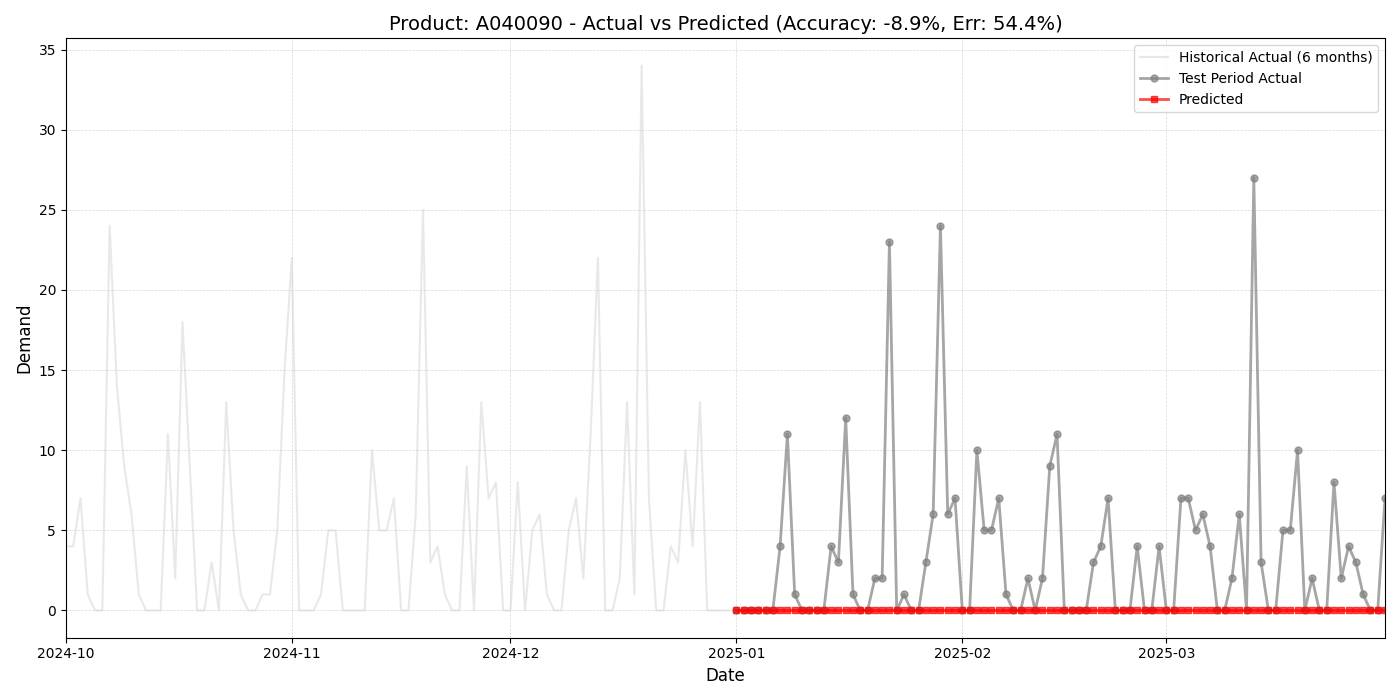 Product: A040090 - Actual vs Predicted (Accuracy: -8.9%, Err: 54.4%)
Historical Actual (6 months)
Test Period Actual
Predicted
Demand
35
30
25
20
15
10
5
0
2024-10
2024-11
2024-12
2025-01
2025-02
2025-03
Date